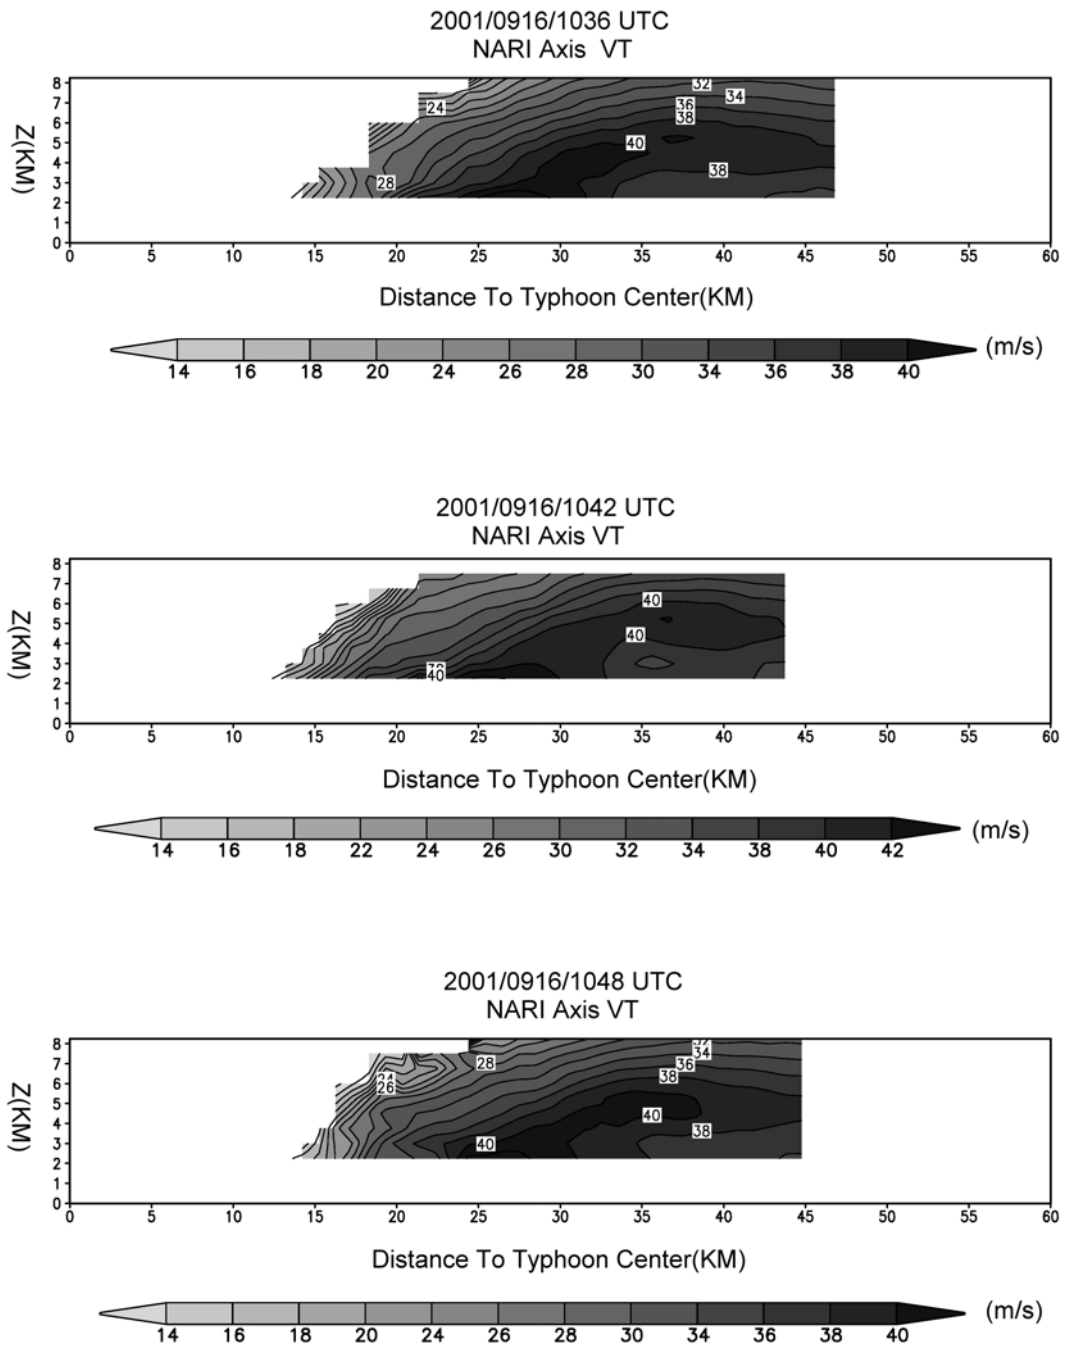 2001/0916/1036 UTC
NARI Axis VT
8
7
6
5
4
3
2
1
0
Z(KM)
32
34
24
36
38
40
38
28
0 5 10 15 20 25 30 35 40 45 50 55 60
Distance To Typhoon Center(KM)
(m/s)
14 16 18 20 24 26 28 30 34 36 38 40
2001/0916/1042 UTC
NARI Axis VT
8
7
6
5
4
3
2
1
0
Z(KM)
40
40
40
0 5 10 15 20 25 30 35 40 45 50 55 60
Distance To Typhoon Center(KM)
(m/s)
14 16 18 22 24 26 30 32 34 38 40 42
2001/0916/1048 UTC
NARI Axis VT
8
7
6
5
4
3
2
1
0
Z(KM)
34
28
36
38
26
40
38
40
0 5 10 15 20 25 30 35 40 45 50 55 60
Distance To Typhoon Center(KM)
(m/s)
14 16 18 20 24 26 28 30 34 36 38 40